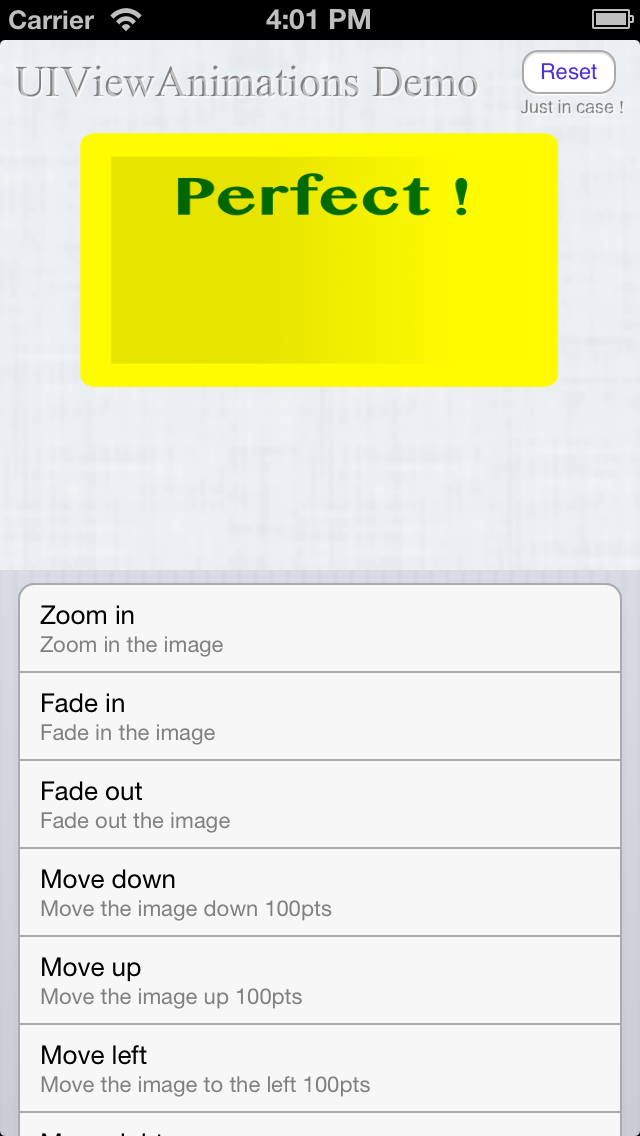 Carrier 4:01 PM
UIViewAnimations Demo
Reset
Just in case !
Perfect !
Zoom in
Zoom in the image
Fade in
Fade in the image
Fade out
Fade out the image
Move down
Move the image down 100pts
Move up
Move the image up 100pts
Move left
Move the image to the left 100pts